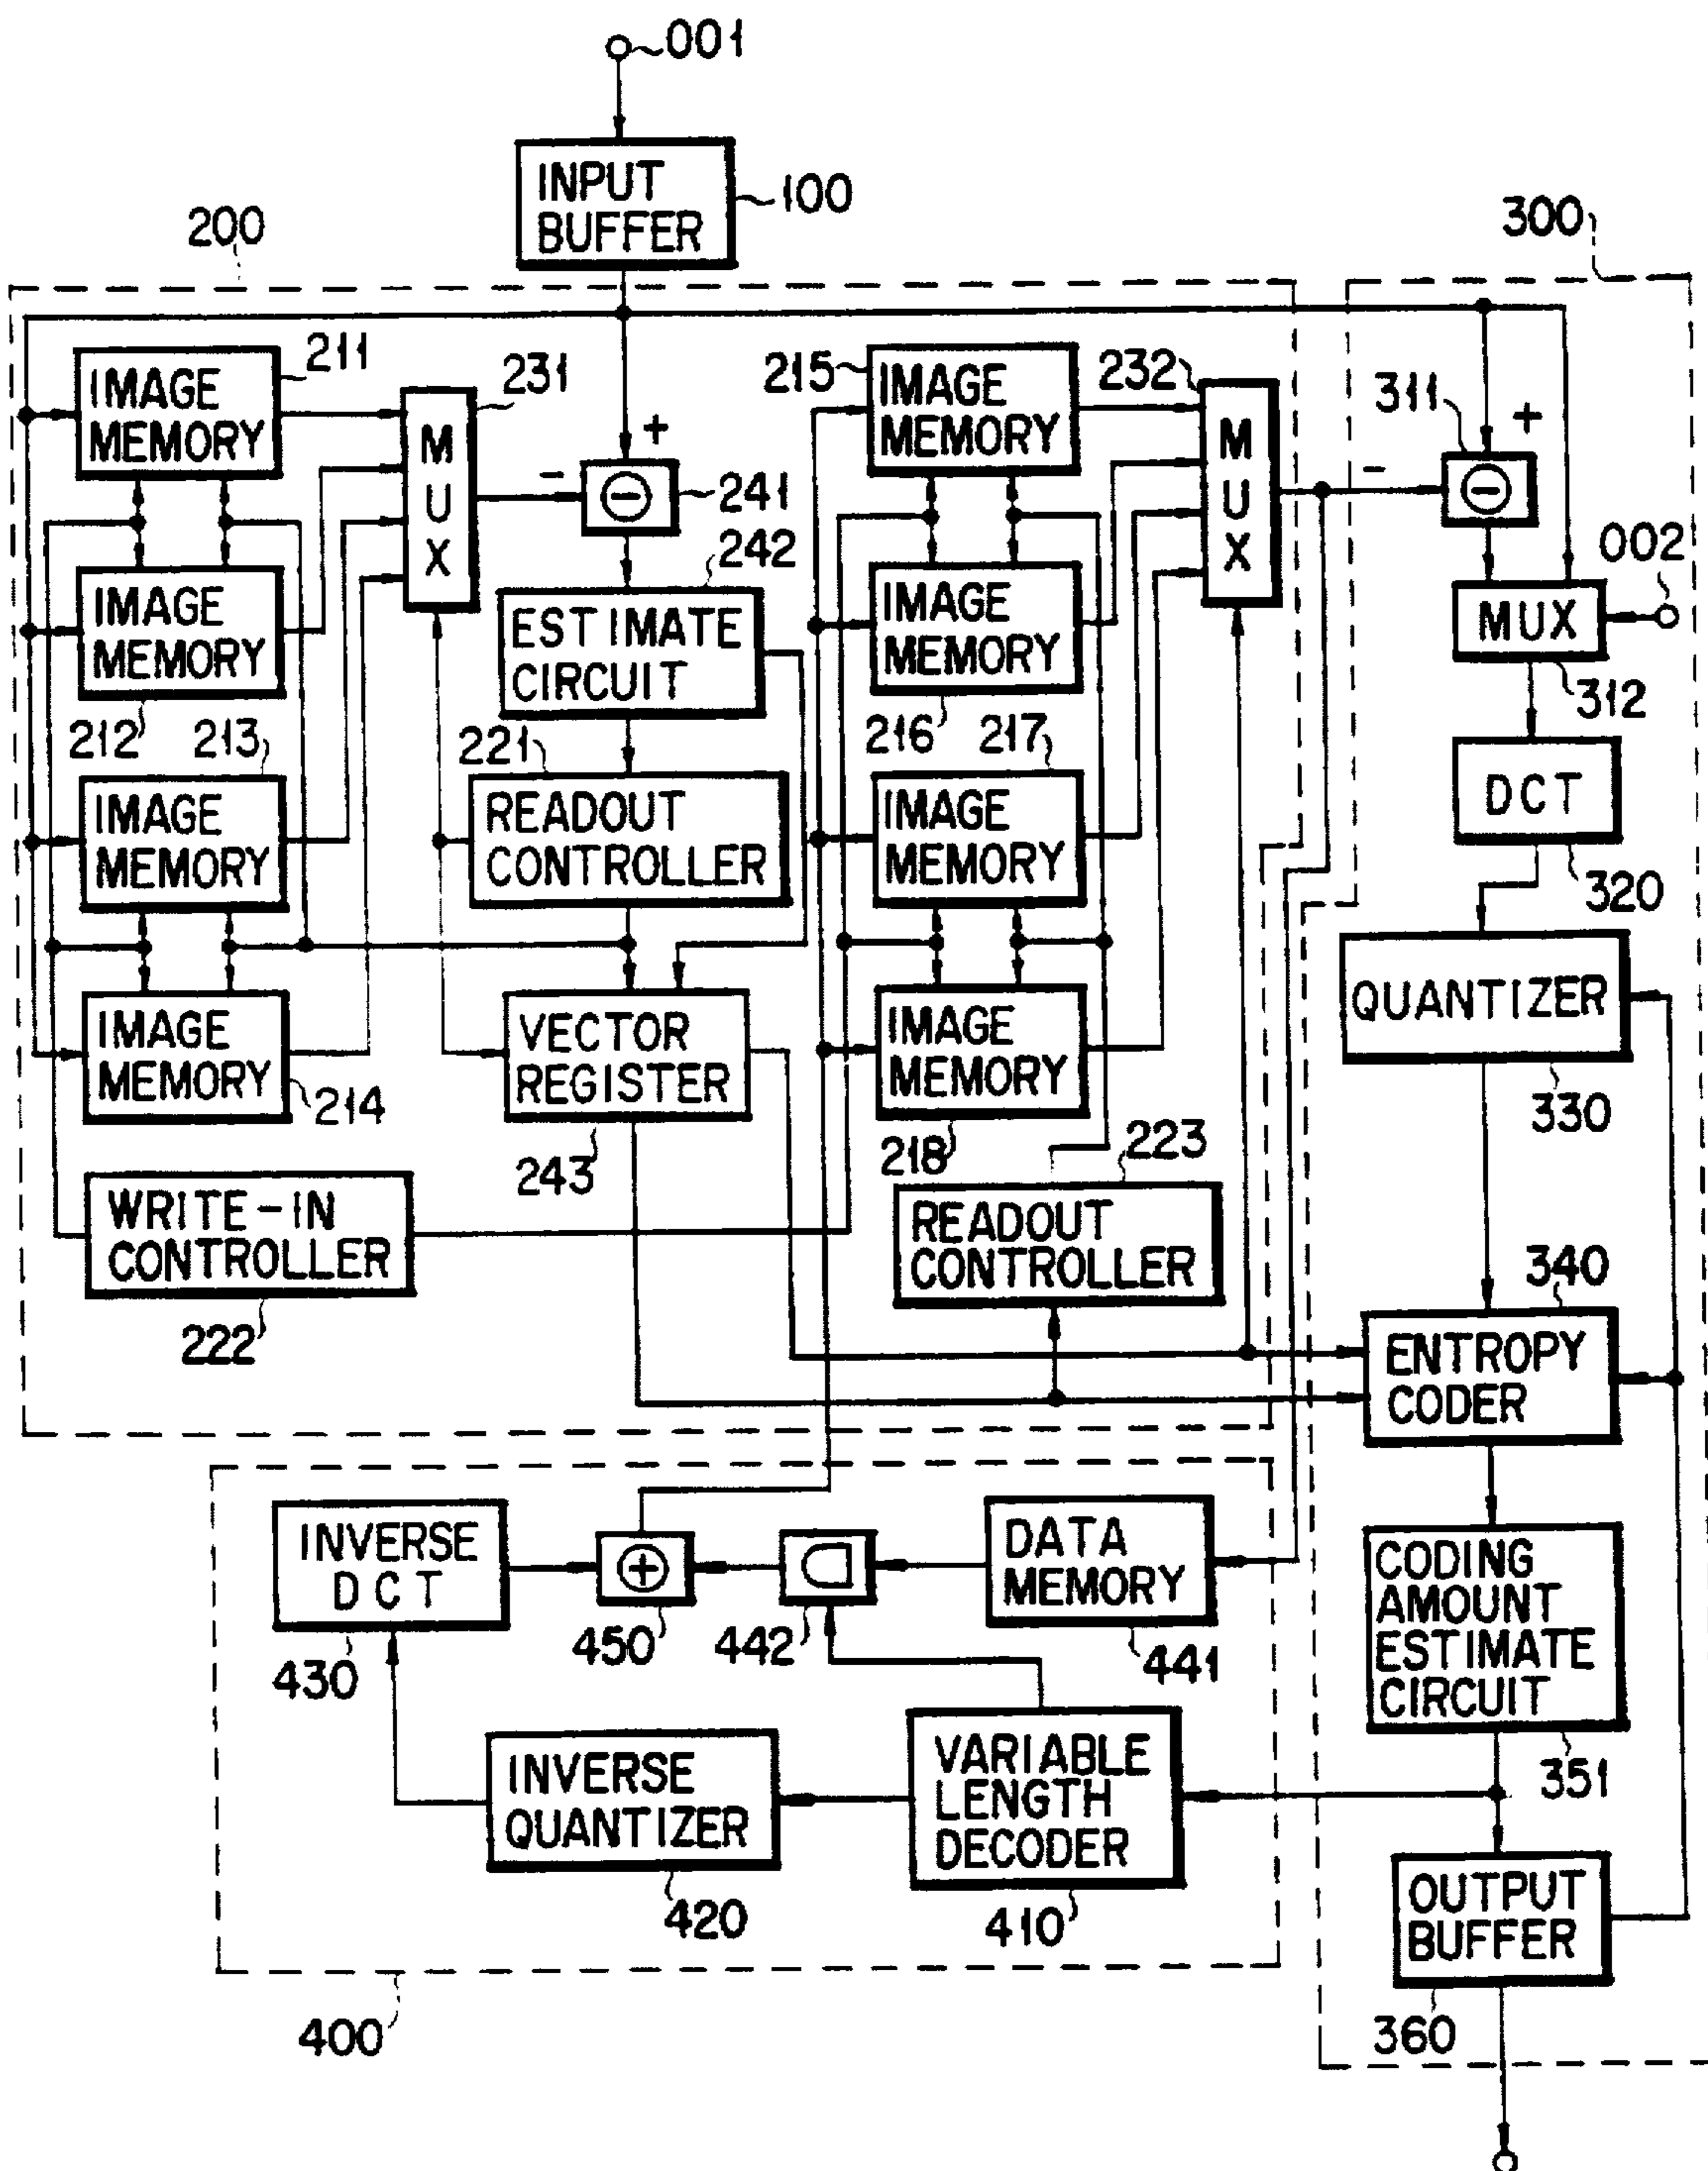 001
INPUT
BUFFER
100
200
300
IMAGE
MEMORY
211
231
M
U
X
+
-
241
215
IMAGE
MEMORY
232
M
U
X
311
+
-
002
242
IMAGE
MEMORY
212
ESTIMATE
CIRCUIT
IMAGE
MEMORY
216
MUX
312
213
IMAGE
MEMORY
221
READOUT
CONTROLLER
217
IMAGE
MEMORY
DCT
320
IMAGE
MEMORY
214
VECTOR
REGISTER
243
IMAGE
MEMORY
218
QUANTIZER
330
WRITE-IN
CONTROLLER
222
223
READOUT
CONTROLLER
340
ENTROPY
CODER
INVERSE
DCT
430
+
450
442
DATA
MEMORY
441
CODING
AMOUNT
ESTIMATE
CIRCUIT
351
INVERSE
QUANTIZER
420
VARIABLE
LENGTH
DECODER
410
OUTPUT
BUFFER
360
400